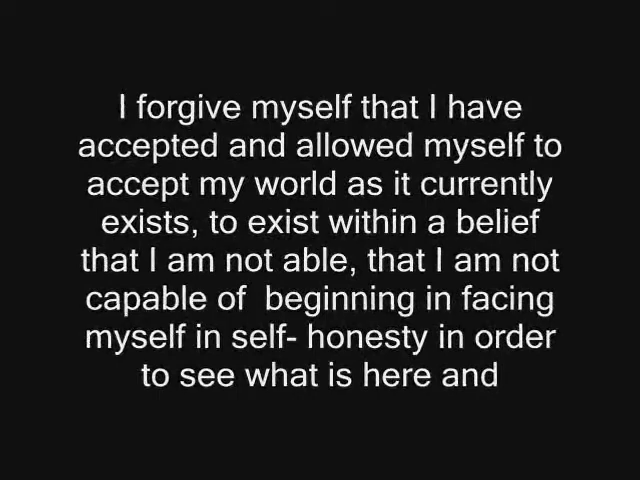 I forgive myself that I have
accepted and allowed myself to
accept my world as it currently
exists, to exist within a belief
that I am not able, that I am not
capable of  beginning in facing
myself in self- honesty in order
to see what is here and